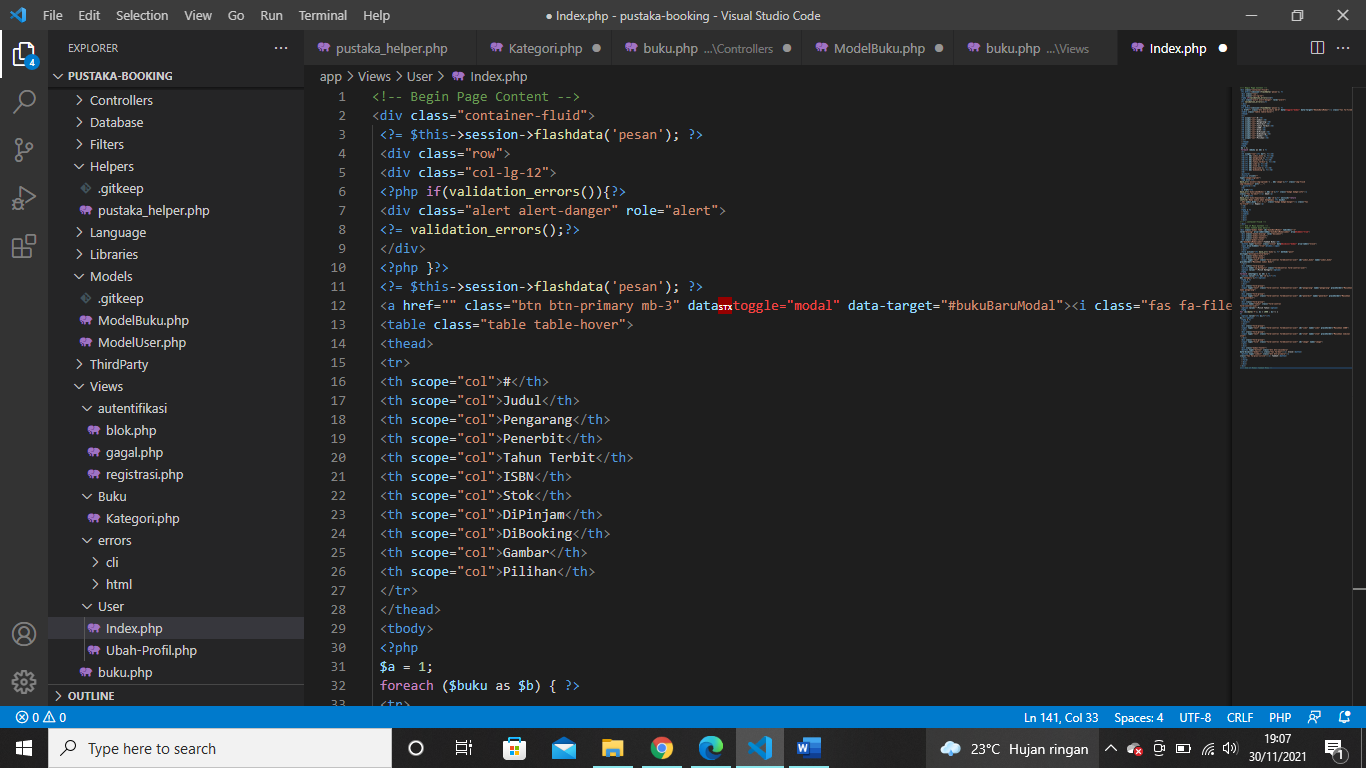 File Edit Selection View Go Run Terminal Help
● Index.php - pustaka-booking - Visual Studio Code
EXPLORER
pustaka_helper.php
Kategori.php
buku.php ...\Controllers
ModelBuku.php
buku.php ...\Views
Index.php
4
PUSTAKA-BOOKING
Controllers
Database
Filters
Helpers
.gitkeep
pustaka_helper.php
Language
Libraries
Models
.gitkeep
ModelBuku.php
ModelUser.php
ThirdParty
Views
autentifikasi
blok.php
gagal.php
registrasi.php
Buku
Kategori.php
errors
cli
html
User
Index.php
Ubah-Profil.php
buku.php
OUTLINE
app > Views > User > Index.php
1 <!-- Begin Page Content -->
2 <div class="container-fluid">
3 <?= $this->session->flashdata('pesan'); ?>
4 <div class="row">
5 <div class="col-lg-12">
6 <?php if(validation_errors()){?>
7 <div class="alert alert-danger" role="alert">
8 <?= validation_errors();?>
9 </div>
10 <?php }?>
11 <?= $this->session->flashdata('pesan'); ?>
12 <a href="" class="btn btn-primary mb-3" dataSTXtoggle="modal" data-target="#bukuBaruModal"><i class="fas fa-file
13 <table class="table table-hover">
14 <thead>
15 <tr>
16 <th scope="col">#</th>
17 <th scope="col">Judul</th>
18 <th scope="col">Pengarang</th>
19 <th scope="col">Penerbit</th>
20 <th scope="col">Tahun Terbit</th>
21 <th scope="col">ISBN</th>
22 <th scope="col">Stok</th>
23 <th scope="col">DiPinjam</th>
24 <th scope="col">DiBooking</th>
25 <th scope="col">Gambar</th>
26 <th scope="col">Pilihan</th>
27 </tr>
28 </thead>
29 <tbody>
30 <?php
31 $a = 1;
32 foreach ($buku as $b) { ?>
33 <tr>
0 0
Ln 141, Col 33 Spaces: 4 UTF-8 CRLF PHP
Type here to search
23°C Hujan ringan
19:07
30/11/2021
1